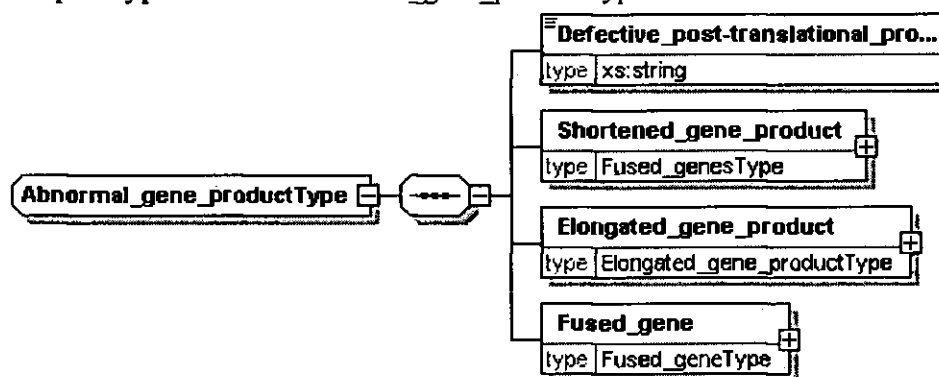 Defective_post-translational_pro...
type xs:string
Shortened_gene_product
type Fused_genesType
Abnormal_gene_productType
Elongated_gene_product
type Elongated_gene_productType
Fused_gene
type Fused_geneType